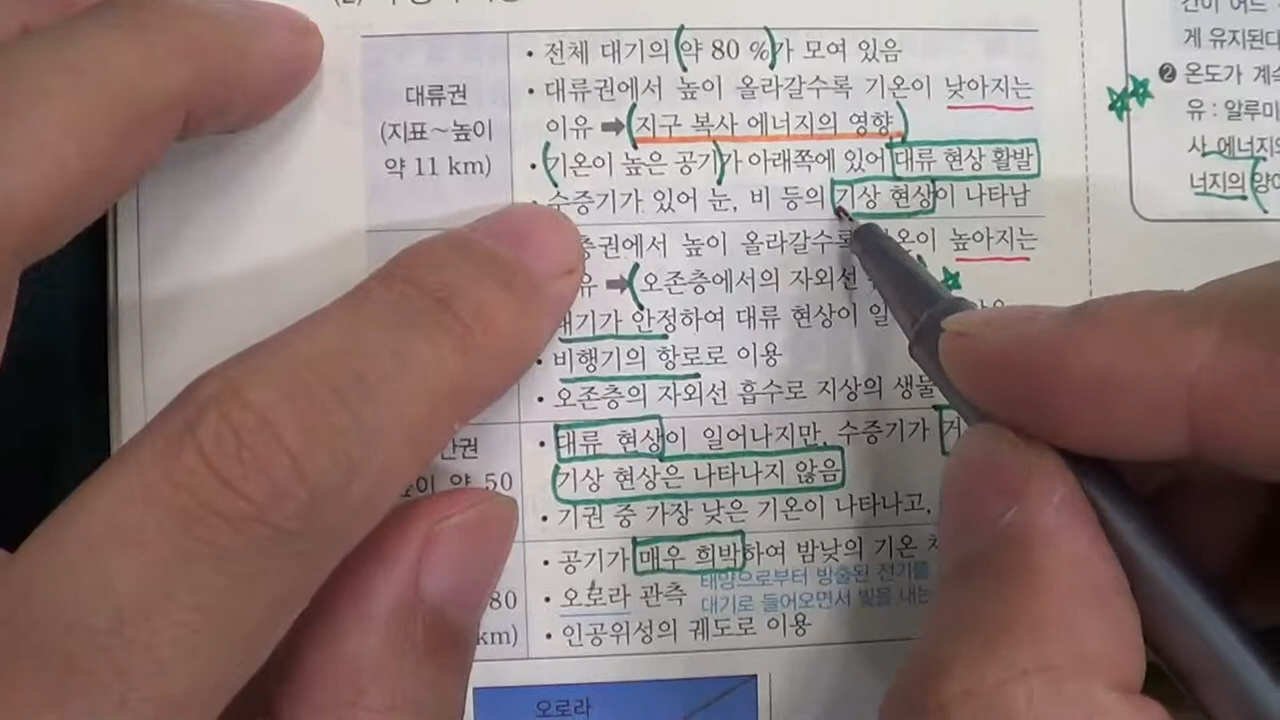 대류권
(지표~높이
약 11 km)
• 전체 대기의 약 80 %가 모여 있음
• 대류권에서 높이 올라갈수록 기온이 낮아지는
이유 ➡ 지구 복사 에너지의 영향
• 기온이 높은 공기가 아래쪽에 있어 대류 현상 활발
• 수증기가 있어 눈, 비 등의 기상 현상이 나타남
층권에서 높이 올라갈수록 기온이 높아지는
유 ➡ 오존층에서의 자외선
대기가 안정하여 대류 현상이 일
• 비행기의 항로로 이용
• 오존층의 자외선 흡수로 지상의 생물
간권
높이 약 50
• 대류 현상이 일어나지만, 수증기가 거
기상 현상은 나타나지 않음
• 기권 중 가장 낮은 기온이 나타나고,
80
km)
• 공기가 매우 희박하여 밤낮의 기온
태양으로부터 방출된 전기를
• 오로라 관측
대기로 들어오면서 빛을 내는
• 인공위성의 궤도로 이용
오로라
게 유지된다
❷ 온도가 계속
유 : 알루미
사 에너지의
너지의 양이